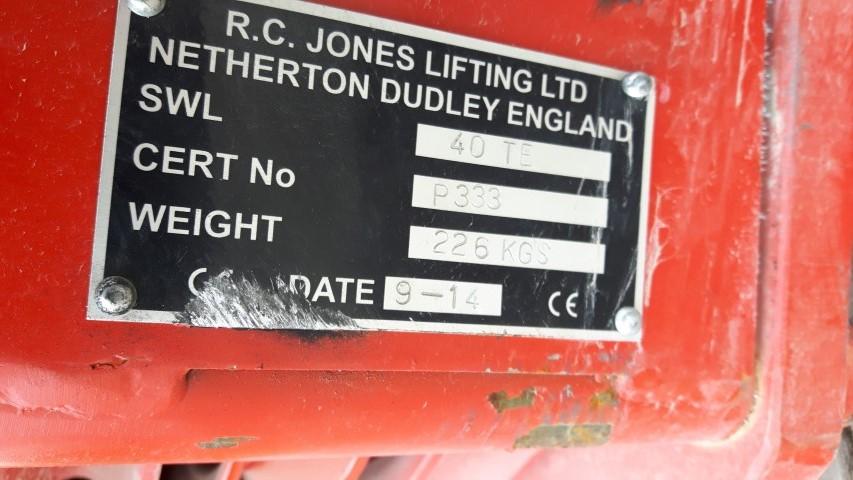 R.C. JONES LIFTING LTD
NETHERTON DUDLEY ENGLAND
SWL 40 TE
CERT No P333
WEIGHT 226 KGS
DATE 9-14 CE